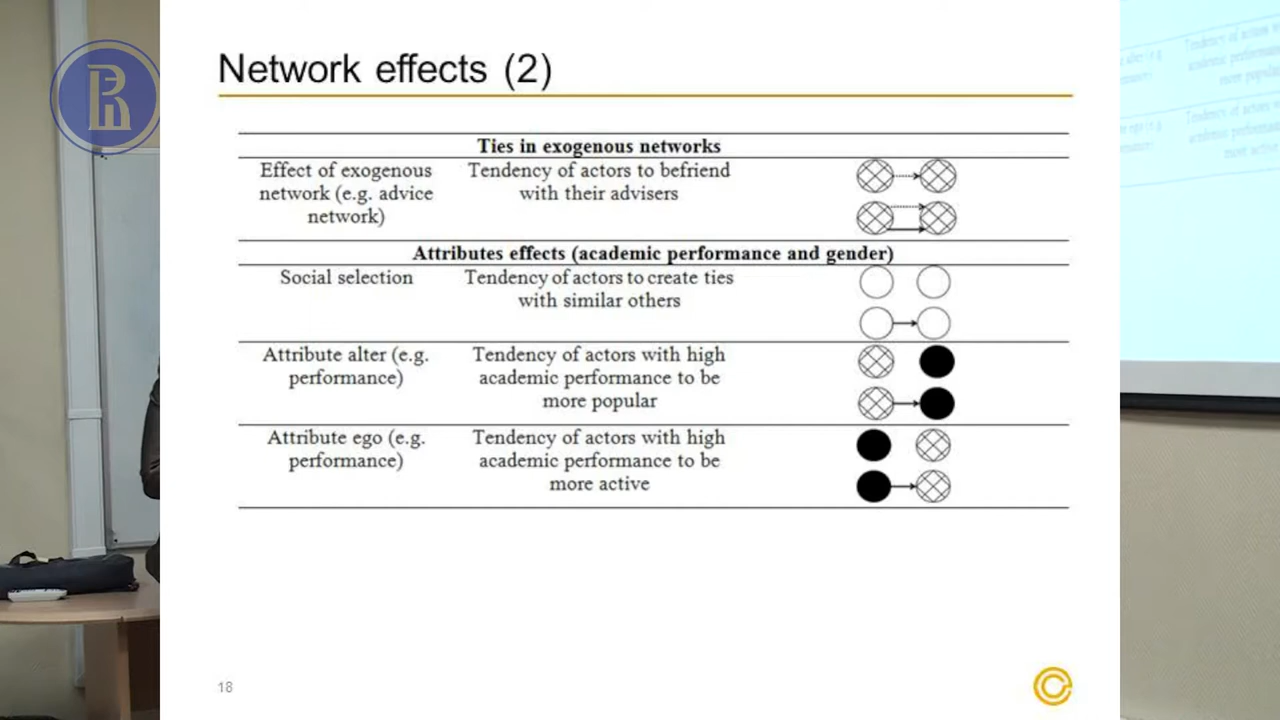 Network effects (2)
Ties in exogenous networks
Effect of exogenous
network (e.g. advice
network)
Tendency of actors to befriend
with their advisers
Attributes effects (academic performance and gender)
Social selection
Tendency of actors to create ties
with similar others
Attribute alter (e.g.
performance)
Tendency of actors with high
academic performance to be
more popular
Attribute ego (e.g.
performance)
Tendency of actors with high
academic performance to be
more active
18